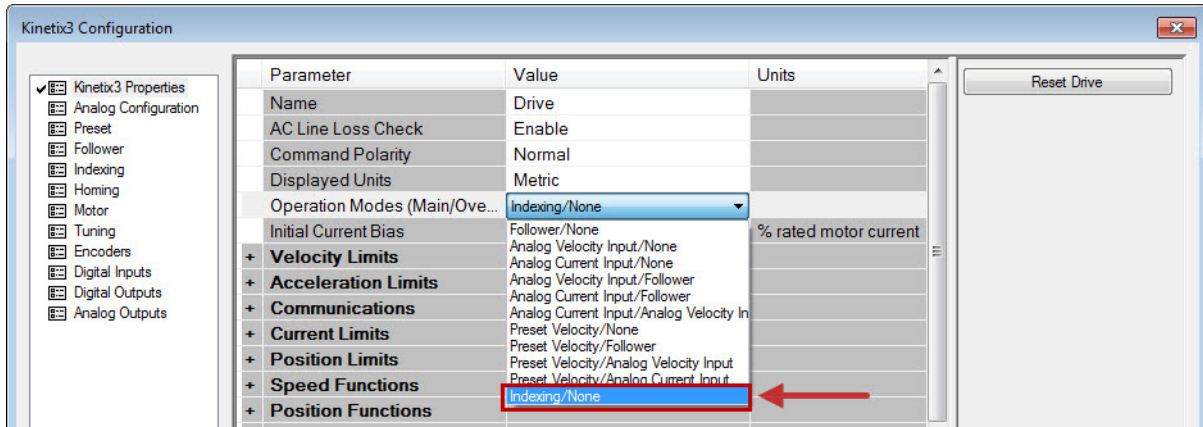 Kinetix3 Configuration
Kinetix3 Properties
Analog Configuration
Preset
Follower
Indexing
Homing
Motor
Tuning
Encoders
Digital Inputs
Digital Outputs
Analog Outputs
Parameter Value Units
Name Drive
AC Line Loss Check Enable
Command Polarity Normal
Displayed Units Metric
Operation Modes (Main/Ove... Indexing/None
Initial Current Bias % rated motor current
+ Velocity Limits
+ Acceleration Limits
+ Communications
+ Current Limits
+ Position Limits
+ Speed Functions
+ Position Functions
Follower/None
Analog Velocity Input/None
Analog Current Input/None
Analog Velocity Input/Follower
Analog Current Input/Follower
Analog Current Input/Analog Velocity In
Preset Velocity/None
Preset Velocity/Follower
Preset Velocity/Analog Velocity Input
Preset Velocity/Analog Current Input
Indexing/None
Reset Drive